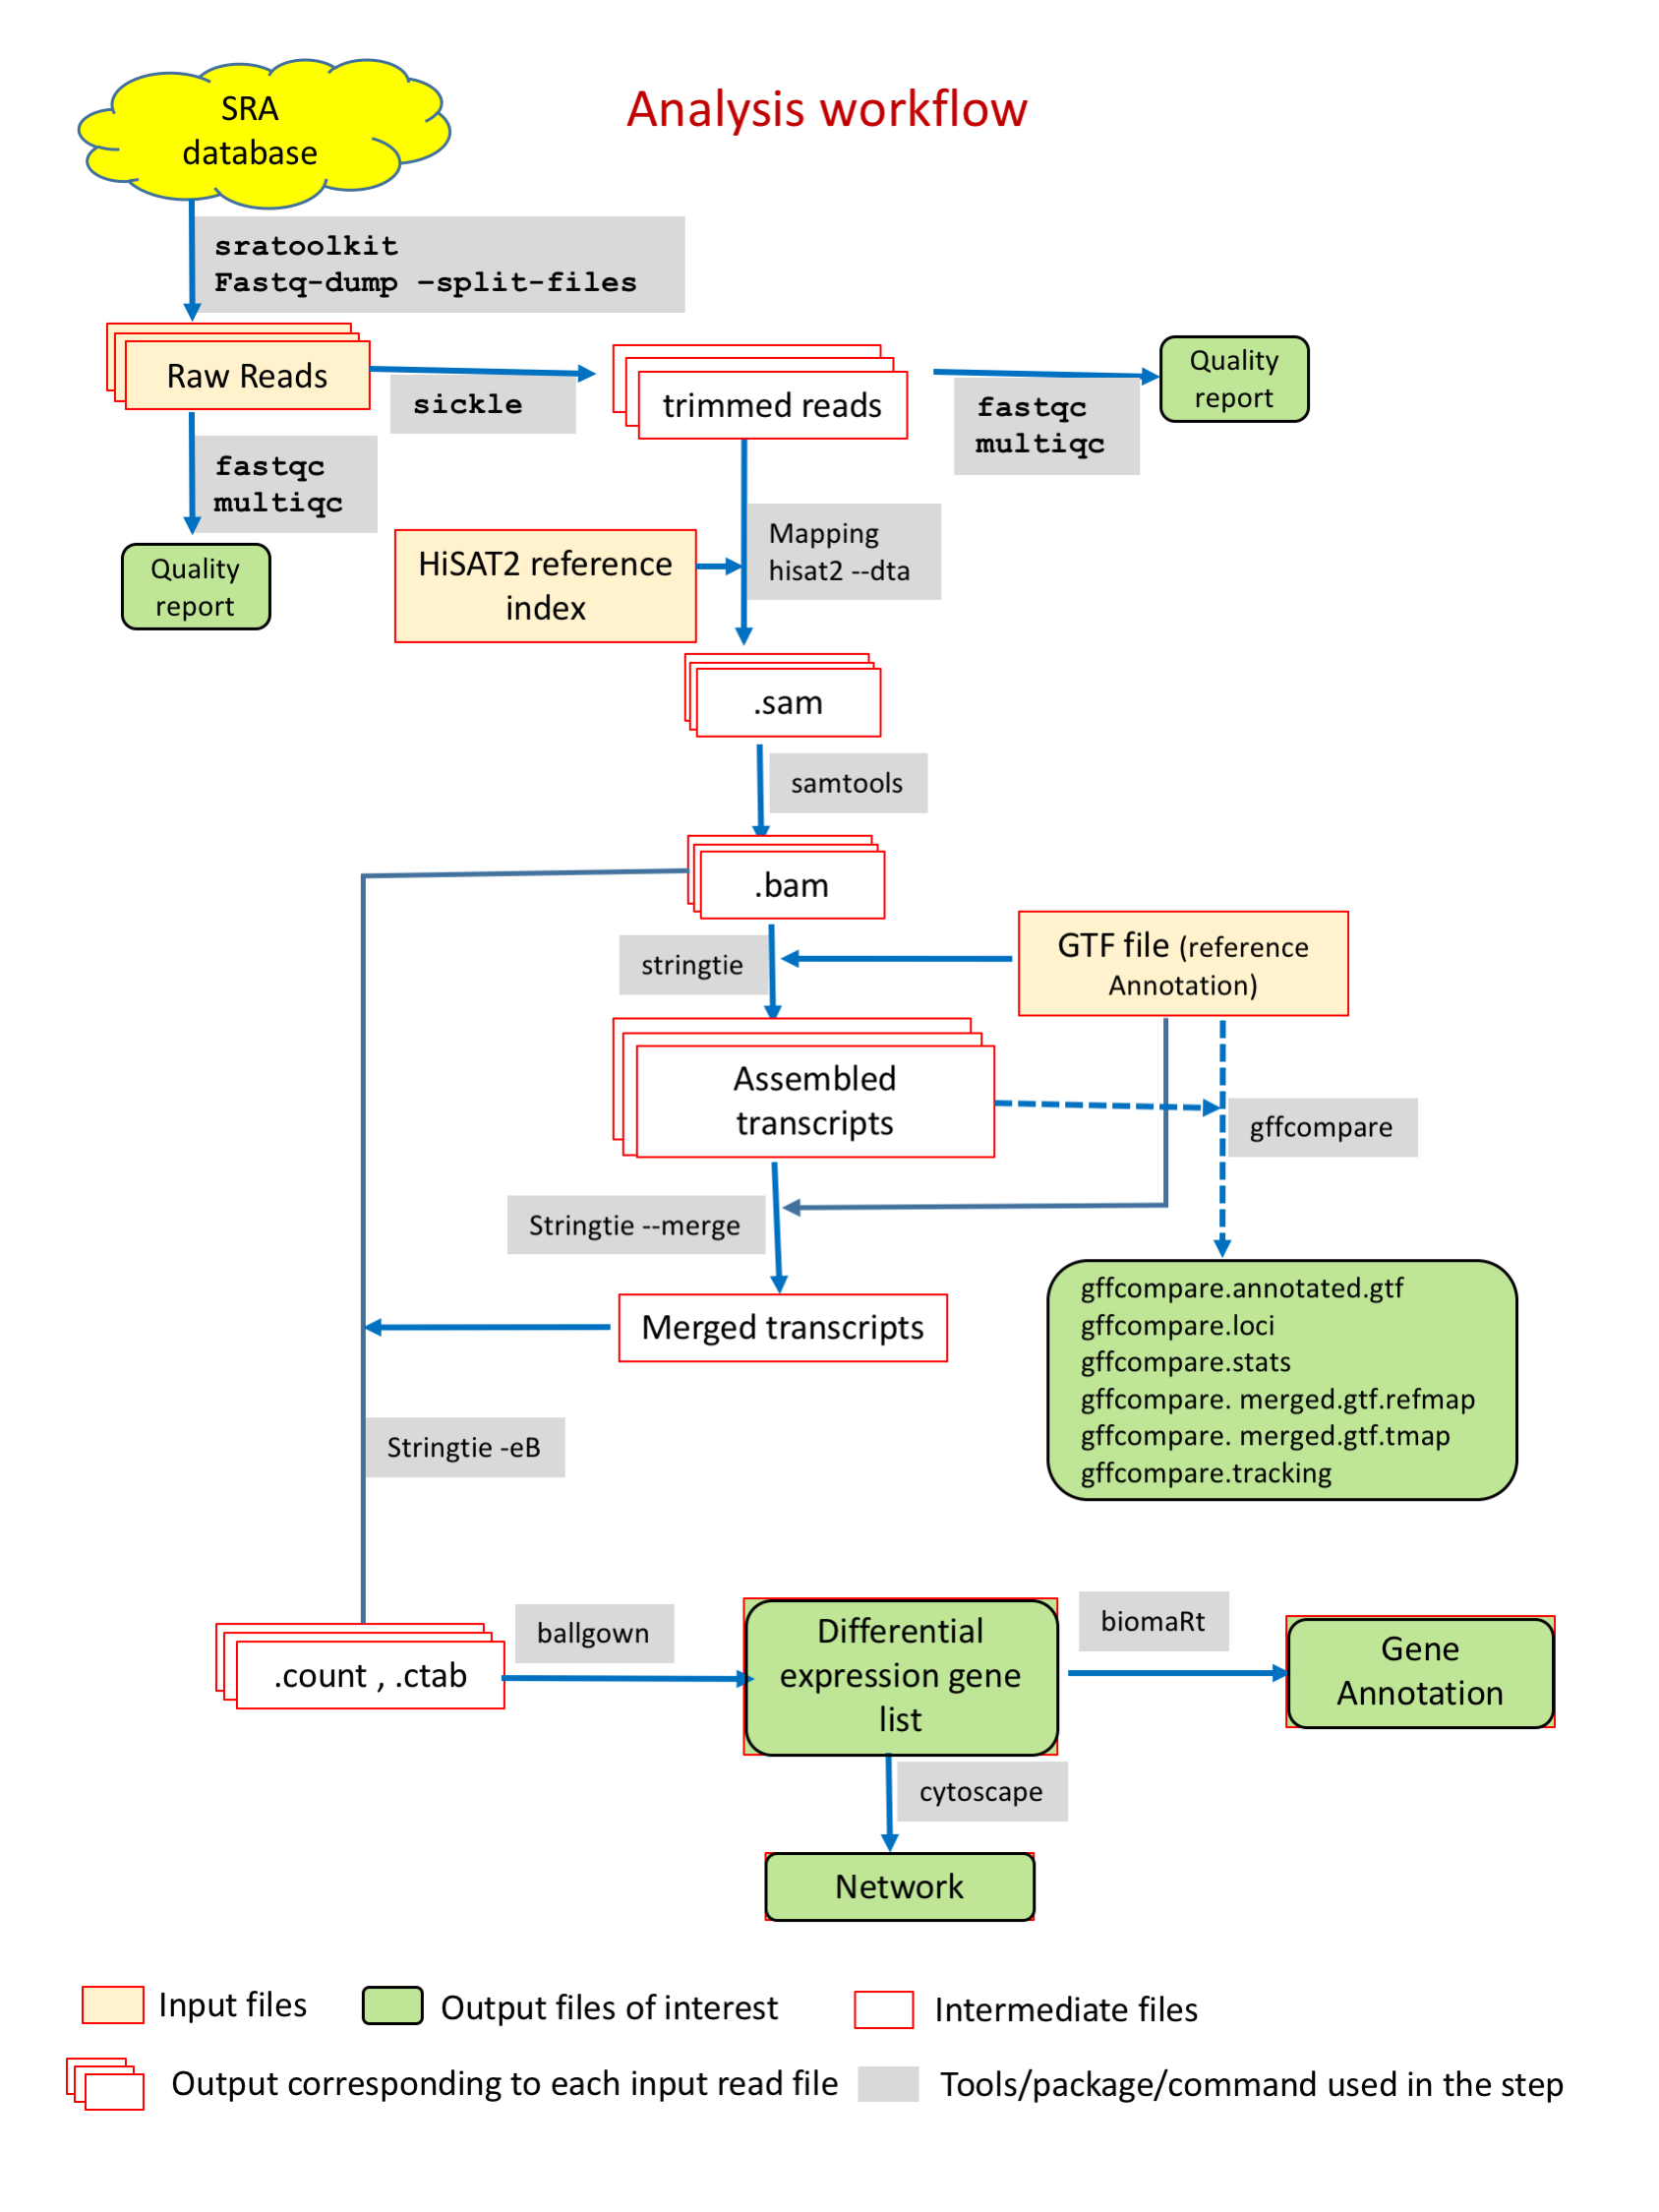 Analysis workflow
SRA
database
sratoolkit
Fastq-dump –split-files
Raw Reads
sickle
trimmed reads
fastqc
multiqc
Quality
report
fastqc
multiqc
Quality
report
HiSAT2 reference
index
Mapping
hisat2 --dta
.sam
samtools
.bam
stringtie
GTF file (reference
Annotation)
Assembled
transcripts
gffcompare
Stringtie --merge
Merged transcripts
gffcompare.annotated.gtf
gffcompare.loci
gffcompare.stats
gffcompare. merged.gtf.refmap
gffcompare. merged.gtf.tmap
gffcompare.tracking
Stringtie -eB
.count , .ctab
ballgown
Differential
expression gene
list
biomaRt
Gene
Annotation
cytoscape
Network
Input files
Output files of interest
Intermediate files
Output corresponding to each input read file
Tools/package/command used in the step